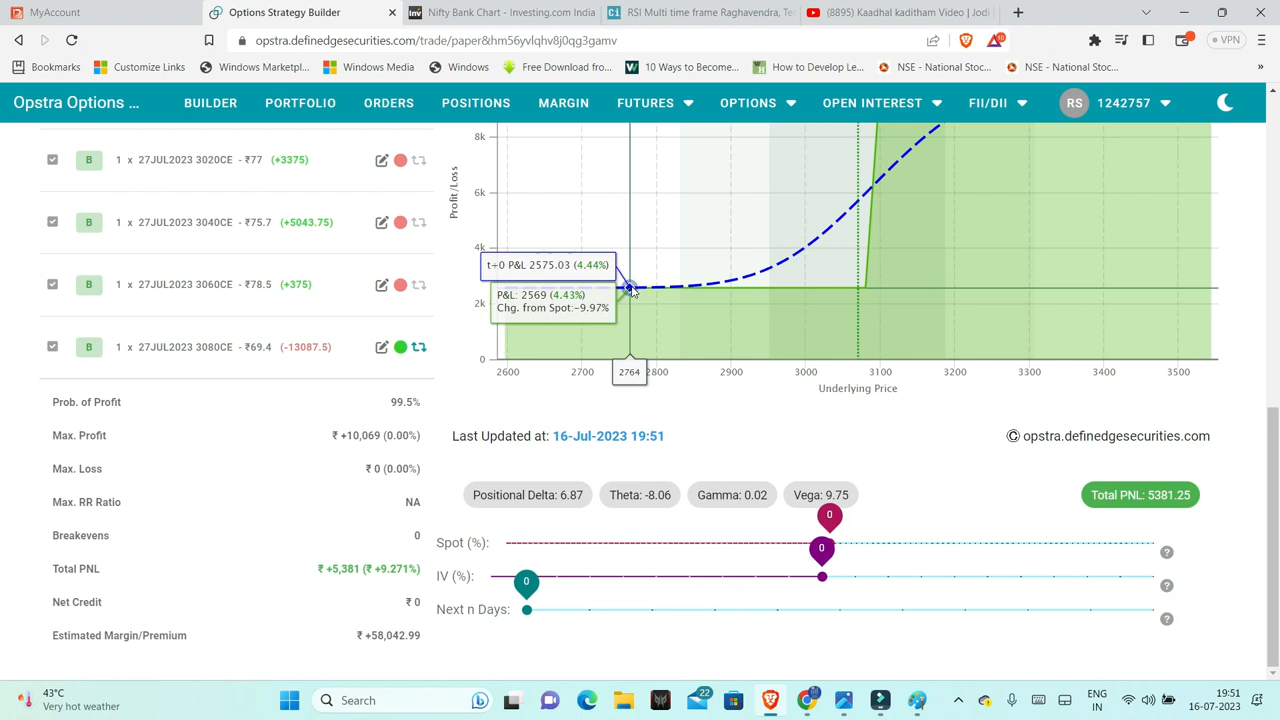 MyAccount
Options Strategy Builder
Nifty Bank Chart - Investing.com India
RSI Multi time frame Raghavendra, Te
(8895) Kaadhal kaditham Video | Jodi
opstra.definedgesecurities.com/trade/paper&hm56yvlqhv8j0qg3gamv
10
VPN
Bookmarks
Customize Links
Windows Marketpl...
Windows Media
Windows
Free Download from...
10 Ways to Become...
How to Develop Le...
NSE - National Stoc...
NSE - National Stoc...
Opstra Options ...
BUILDER
PORTFOLIO
ORDERS
POSITIONS
MARGIN
FUTURES
OPTIONS
OPEN INTEREST
FII/DII
RS
1242757
B 1 x 27JUL2023 3020CE - ₹77 (+3375)
B 1 x 27JUL2023 3040CE - ₹75.7 (+5043.75)
B 1 x 27JUL2023 3060CE - ₹78.5 (+375)
B 1 x 27JUL2023 3080CE - ₹69.4 (-13087.5)
Prob. of Profit 99.5%
Max. Profit ₹ +10,069 (0.00%)
Max. Loss ₹ 0 (0.00%)
Max. RR Ratio NA
Breakevens 0
Total PNL ₹ +5,381 (₹ +9.271%)
Net Credit ₹ 0
Estimated Margin/Premium ₹ +58,042.99
Profit/Loss
8k
6k
4k
2k
0
t+0 P&L 2575.03 (4.44%)
P&L: 2569 (4.43%)
Chg. from Spot:-9.97%
2764
2600 2700 2800 2900 3000 3100 3200 3300 3400 3500
Underlying Price
Last Updated at: 16-Jul-2023 19:51
© opstra.definedgesecurities.com
Positional Delta: 6.87
Theta: -8.06
Gamma: 0.02
Vega: 9.75
Total PNL: 5381.25
0
Spot (%):
?
0
IV (%):
?
0
Next n Days:
?
43°C
Very hot weather
Search
22
ENG
IN
19:51
16-07-2023